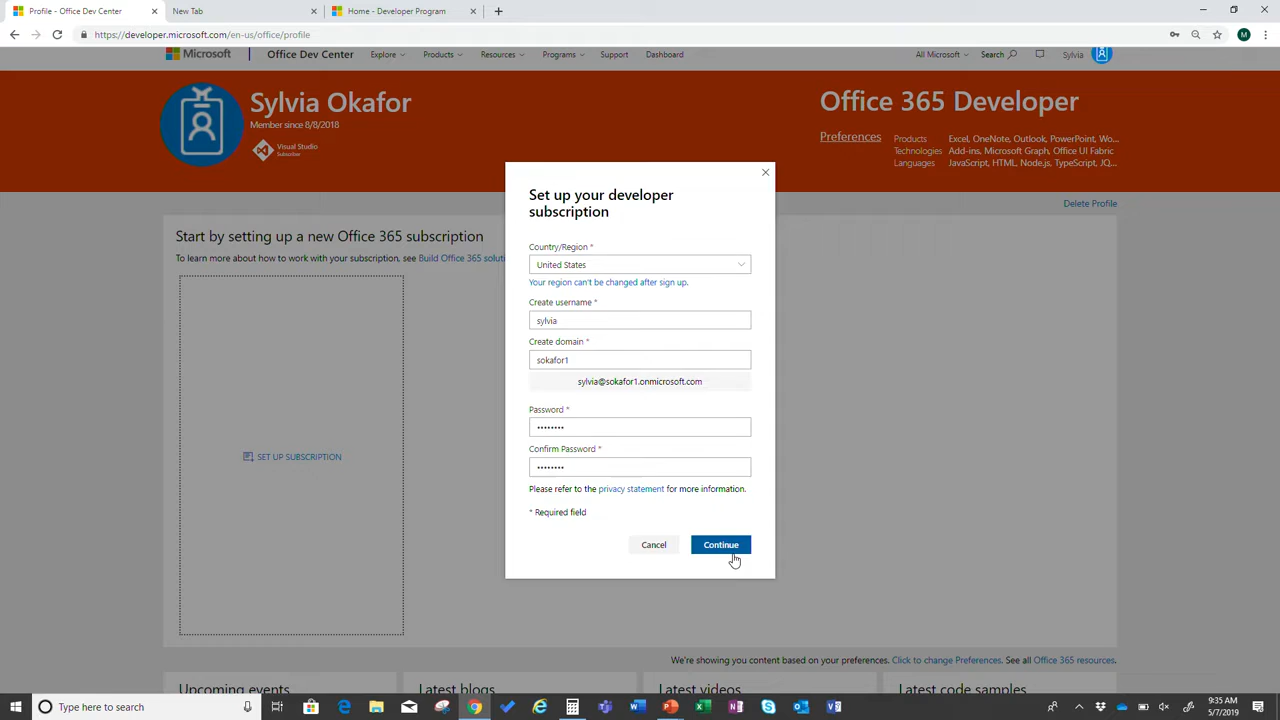 Profile - Office Dev Center
New Tab
Home - Developer Program
https://developer.microsoft.com/en-us/office/profile
Microsoft
Office Dev Center
Explore
Products
Resources
Programs
Support
Dashboard
All Microsoft
Search
Sylvia
M
Sylvia Okafor
Member since 8/8/2018
Visual Studio
Subscriber
Office 365 Developer
Preferences
Products Excel, OneNote, Outlook, PowerPoint, Wo...
Technologies Add-ins, Microsoft Graph, Office UI Fabric
Languages JavaScript, HTML, Node.js, TypeScript, JQ...
Delete Profile
Start by setting up a new Office 365 subscription
To learn more about how to work with your subscription, see Build Office 365 soluti
SET UP SUBSCRIPTION
Set up your developer
subscription
Country/Region *
United States
Your region can't be changed after sign up.
Create username *
sylvia
Create domain *
sokafor1
sylvia@sokafor1.onmicrosoft.com
Password *
••••••••
Confirm Password *
••••••••
Please refer to the privacy statement for more information.
* Required field
Cancel
Continue
We're showing you content based on your preferences. Click to change Preferences. See all Office 365 resources.
Upcoming events
Latest blogs
Latest videos
Latest code samples
Type here to search
9:35 AM
5/7/2019